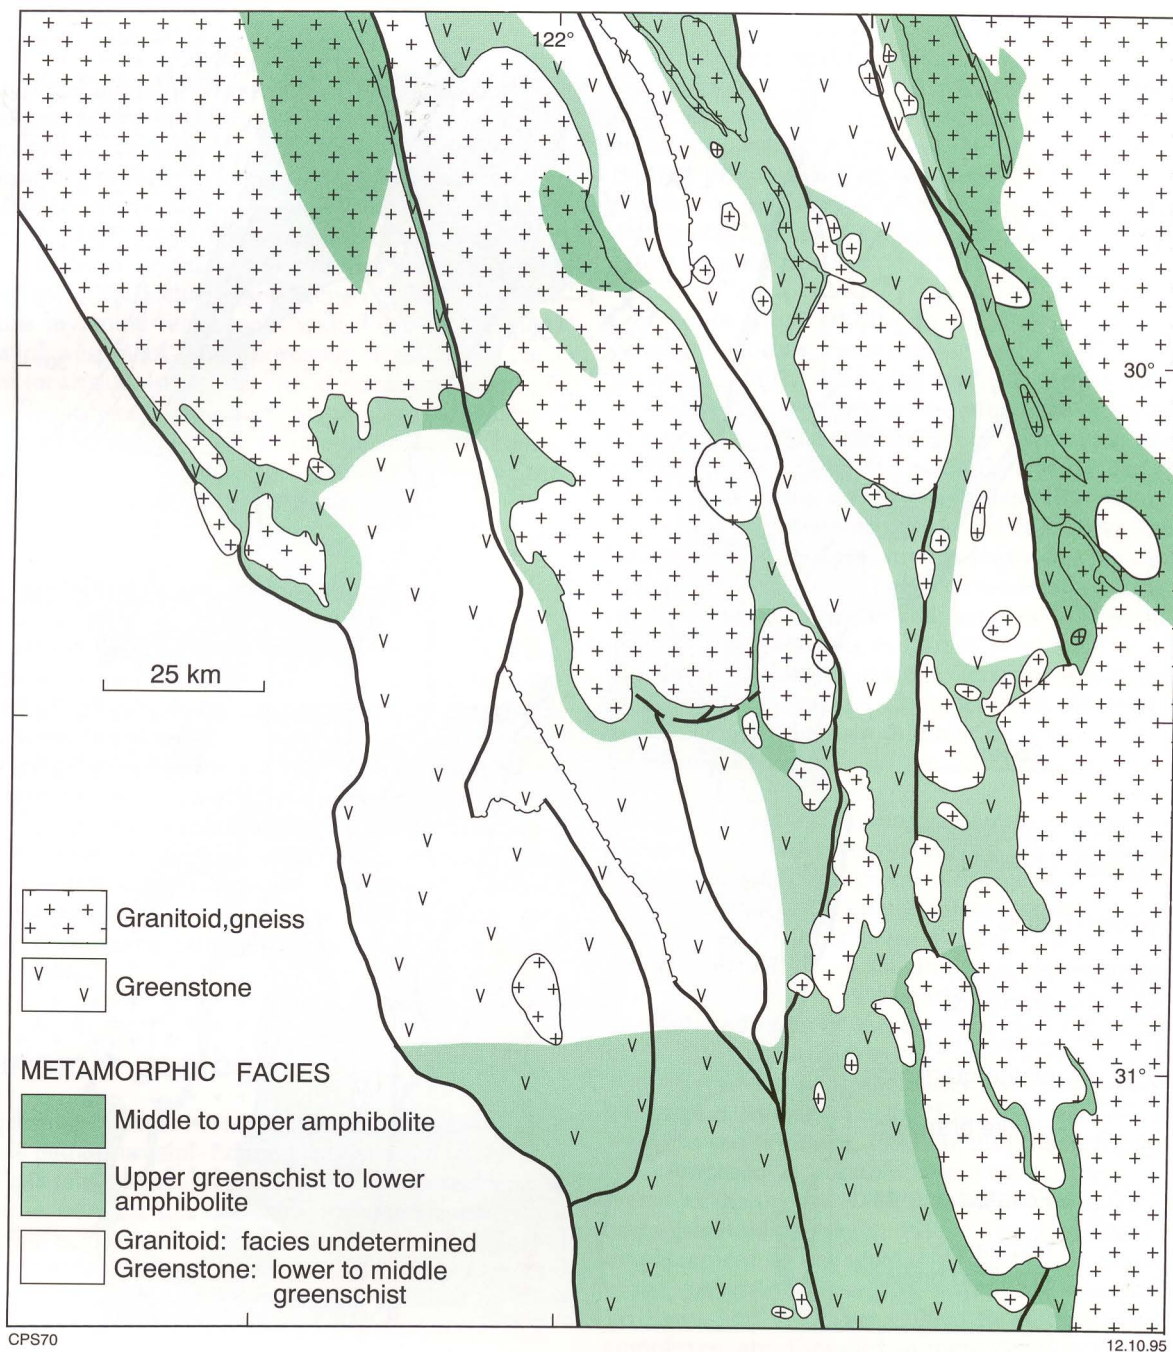 122°
30°
25 km
Granitoid,gneiss
Greenstone
31°
METAMORPHIC FACIES
Middle to upper amphibolite
Upper greenschist to lower
amphibolite
Granitoid: facies undetermined
Greenstone: lower to middle
greenschist
CPS70
12.10.95